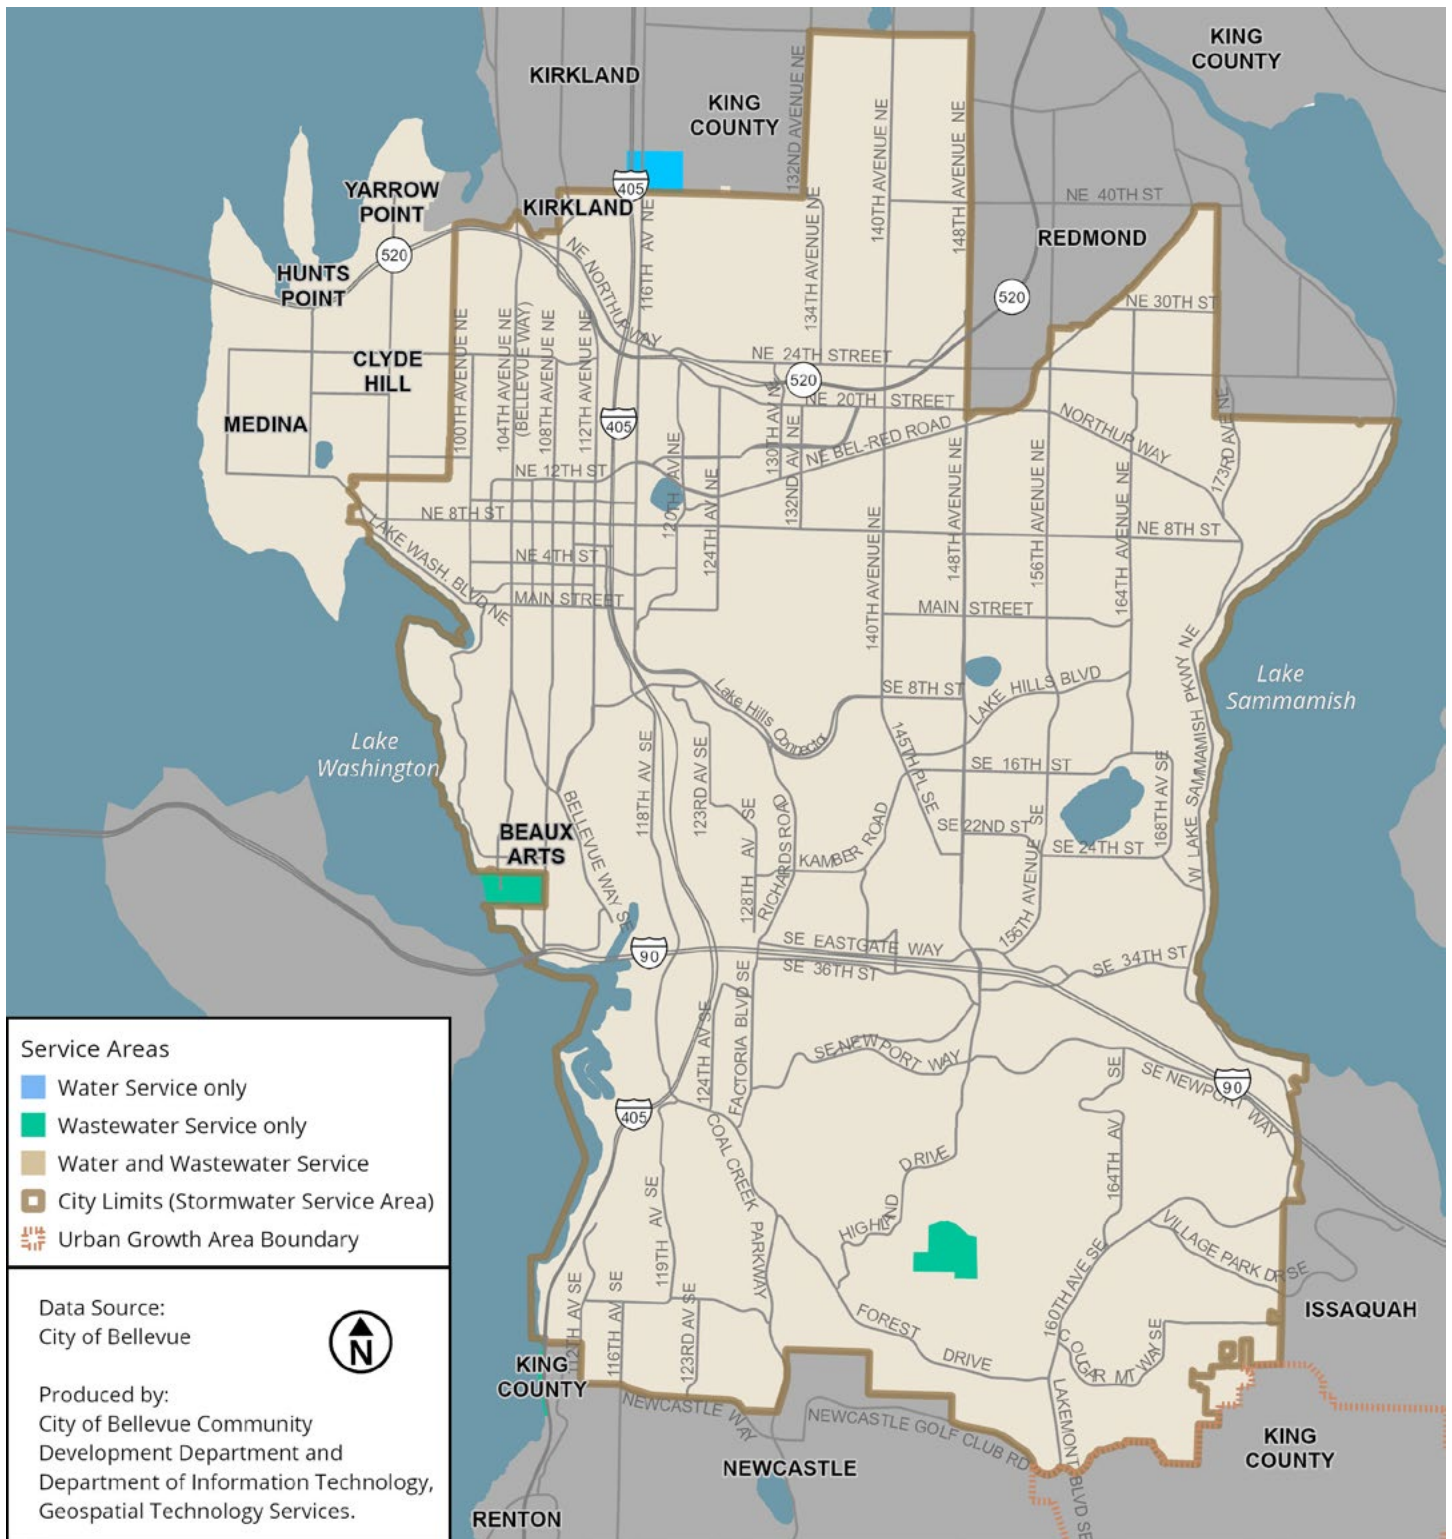 KING
COUNTY
KIRKLAND
KING
COUNTY
132ND AVENUE NE
140TH AVENUE NE
148TH AVENUE NE
405
YARROW
POINT
KIRKLAND
NE 40TH ST
REDMOND
520
HUNTS
POINT
NE NORTHUP WAY
116TH AV NE
134TH AVENUE NE
520
NE 30TH ST
CLYDE
HILL
100TH AVENUE NE
104TH AVENUE NE
(BELLEVUE WAY)
108TH AVENUE NE
112TH AVENUE NE
NE 24TH STREET
520
NE 20TH STREET
MEDINA
405
130TH AV NE
132ND AV NE
NE BEL-RED ROAD
NORTHUP WAY
173RD AVE NE
NE 12TH ST
120TH AV NE
124TH AV NE
NE 8TH ST
NE 8TH ST
LAKE WASH. BLVD NE
NE 4TH ST
MAIN STREET
140TH AVENUE NE
148TH AVENUE NE
156TH AVENUE NE
164TH AVENUE NE
MAIN STREET
Lake
Sammamish
W LAKE SAMMAMISH PKWY NE
SE 8TH ST
LAKE HILLS BLVD
Lake Hills Connector
Lake
Washington
118TH AV SE
123RD AV SE
145TH PL SE
SE 16TH ST
168TH AV SE
BEAUX
ARTS
BELLEVUE WAY SE
128TH AV SE
RICHARDS ROAD
KAMBER ROAD
SE 22ND ST
SE 24TH ST
156TH AVENUE SE
90
SE EASTGATE WAY
SE 36TH ST
SE 34TH ST
124TH AV SE
FACTORIA BLVD SE
SE NEWPORT WAY
SE NEWPORT WAY
90
405
COAL CREEK PARKWAY
164TH AV SE
HIGHLAND DRIVE
119TH AV SE
VILLAGE PARK DR SE
160TH AVE SE
ISSAQUAH
FOREST DRIVE
COUGAR MT WAY SE
112TH AV SE
116TH AV SE
123RD AV SE
KING
COUNTY
NEWCASTLE WAY
NEWCASTLE GOLF CLUB RD
LAKEMONT BLVD SE
KING
COUNTY
NEWCASTLE
RENTON
Service Areas
Water Service only
Wastewater Service only
Water and Wastewater Service
City Limits (Stormwater Service Area)
Urban Growth Area Boundary
Data Source:
City of Bellevue
N
Produced by:
City of Bellevue Community
Development Department and
Department of Information Technology,
Geospatial Technology Services.